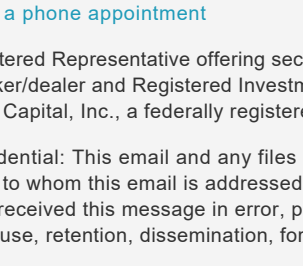 a phone appointment
tered Representative offering sec
ker/dealer and Registered Investm
Capital, Inc., a federally registere
dential: This email and any files
to whom this email is addressed
received this message in error, p
use, retention, dissemination, for